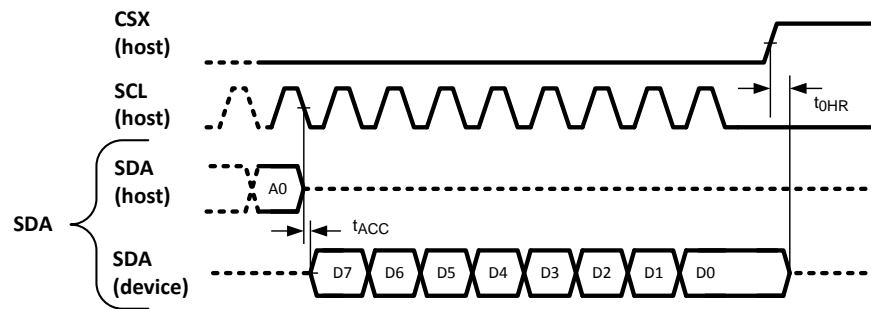 CSX
(host)
SCL
(host)
t0HR
SDA
(host)
A0
SDA
tACC
SDA
(device)
D7 D6 D5 D4 D3 D2 D1 D0